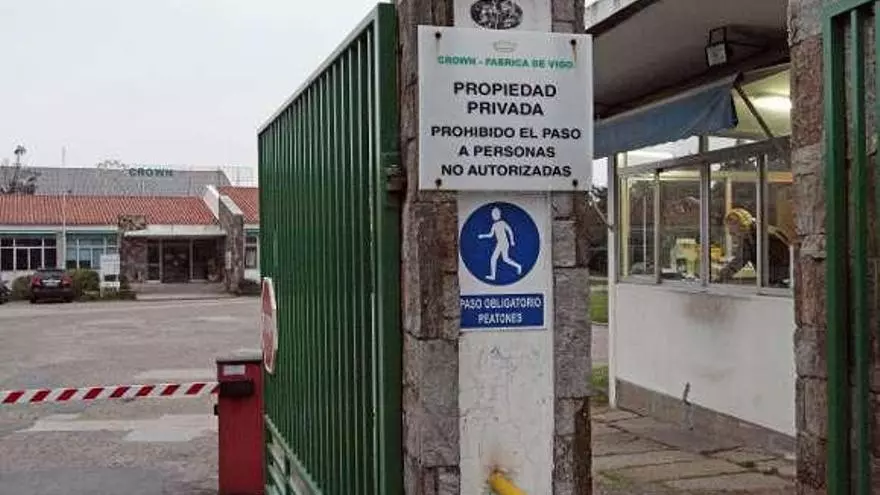 CROWN - FABRICA DE VIGO
PROPIEDAD
PRIVADA
PROHIBIDO EL PASO
A PERSONAS
NO AUTORIZADAS
PASO OBLIGATORIO
PEATONES
CROWN